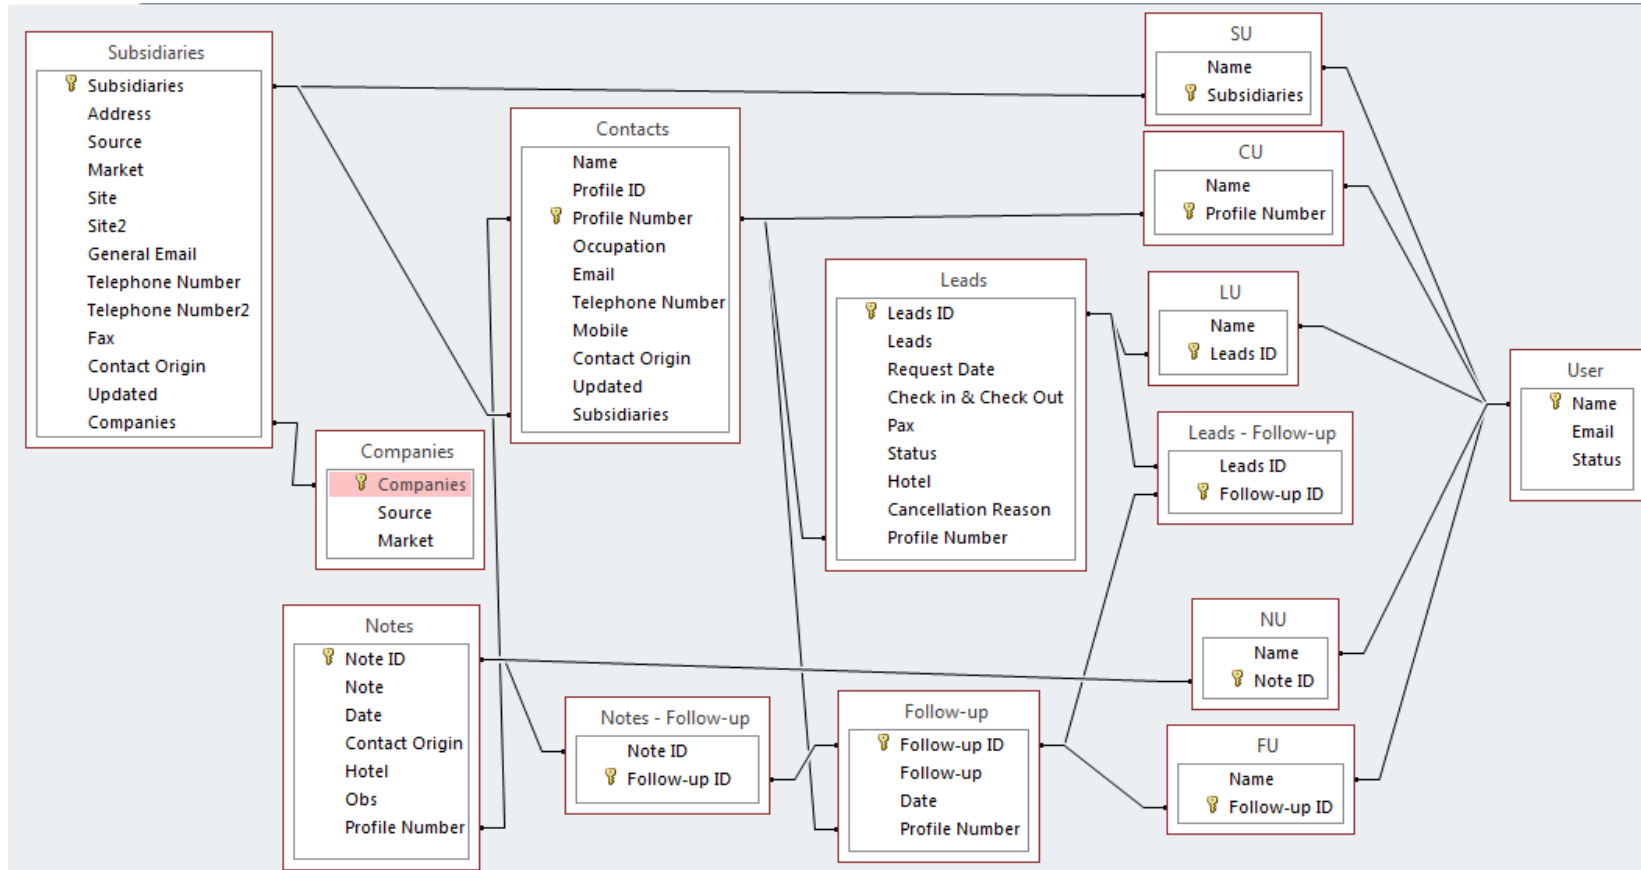 Subsidiaries
Subsidiaries
Address
Source
Market
Site
Site2
General Email
Telephone Number
Telephone Number2
Fax
Contact Origin
Updated
Companies
Companies
Companies
Source
Market
Contacts
Name
Profile ID
Profile Number
Occupation
Email
Telephone Number
Mobile
Contact Origin
Updated
Subsidiaries
Leads
Leads ID
Leads
Request Date
Check in & Check Out
Pax
Status
Hotel
Cancellation Reason
Profile Number
SU
Name
Subsidiaries
CU
Name
Profile Number
LU
Name
Leads ID
Leads - Follow-up
Leads ID
Follow-up ID
User
Name
Email
Status
Notes
Note ID
Note
Date
Contact Origin
Hotel
Obs
Profile Number
Notes - Follow-up
Note ID
Follow-up ID
Follow-up
Follow-up ID
Follow-up
Date
Profile Number
NU
Name
Note ID
FU
Name
Follow-up ID